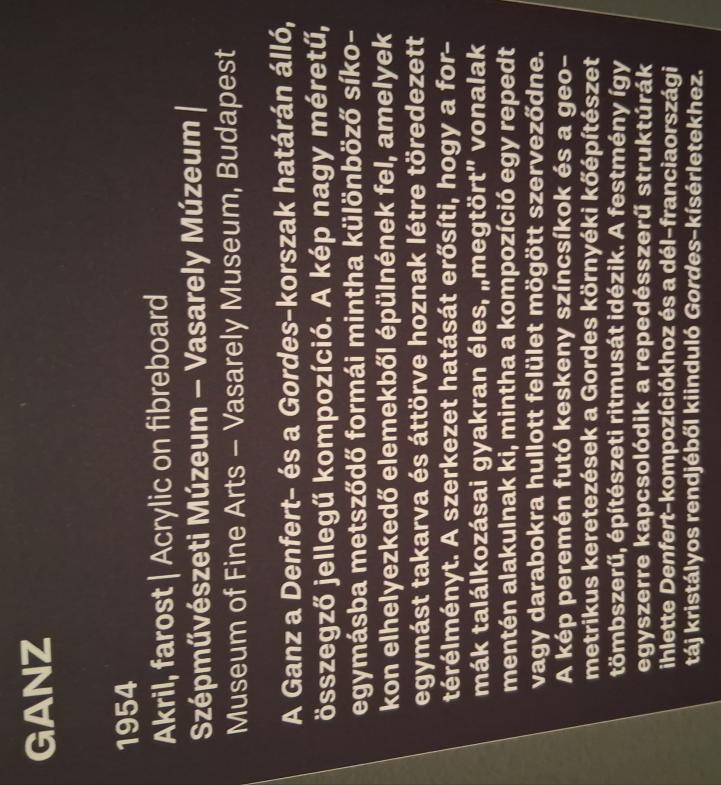 GANZ
1954
Akril, farost | Acrylic on fibreboard
Szépművészeti Múzeum – Vasarely Múzeum |
Museum of Fine Arts – Vasarely Museum, Budapest
A Ganz a Denfert- és a Gordes-korszak határán álló,
összegző jellegű kompozíció. A kép nagy méretű,
egymásba metsződő formái mintha különböző síko-
kon elhelyezkedő elemekből épülnének fel, amelyek
egymást takarva és áttörve hoznak létre töredezett
térélményt. A szerkezet hatását erősíti, hogy a for-
mák találkozásai gyakran éles, „megtört" vonalak
mentén alakulnak ki, mintha a kompozíció egy repedt
vagy darabokra hullott felület mögött szerveződne.
A kép peremén futó keskeny színcsíkok és a geo-
metrikus keretezések a Gordes környéki kőépítészet
tömbszerű, építészeti ritmusát idézik. A festmény így
egyszerre kapcsolódik a repedésszerű struktúrák
ihlette Denfert-kompozíciókhoz és a dél-franciaországi
táj kristályos rendjéből kiinduló Gordes-kísérletekhez.